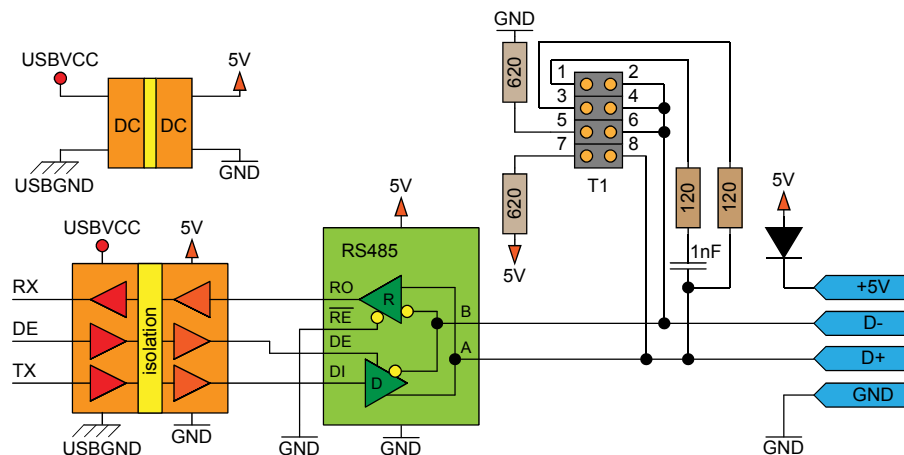 USBVCC
5V
DC DC
USBGND
GND
GND
620
1 2
3 4
5 6
7 8
T1
620
5V
120
120
1nF
5V
USBVCC
5V
5V
RS485
RX
DE
TX
isolation
RO
RE
DE
DI
R
D
B
A
+5V
D-
D+
GND
USBGND
GND
GND
GND
GND